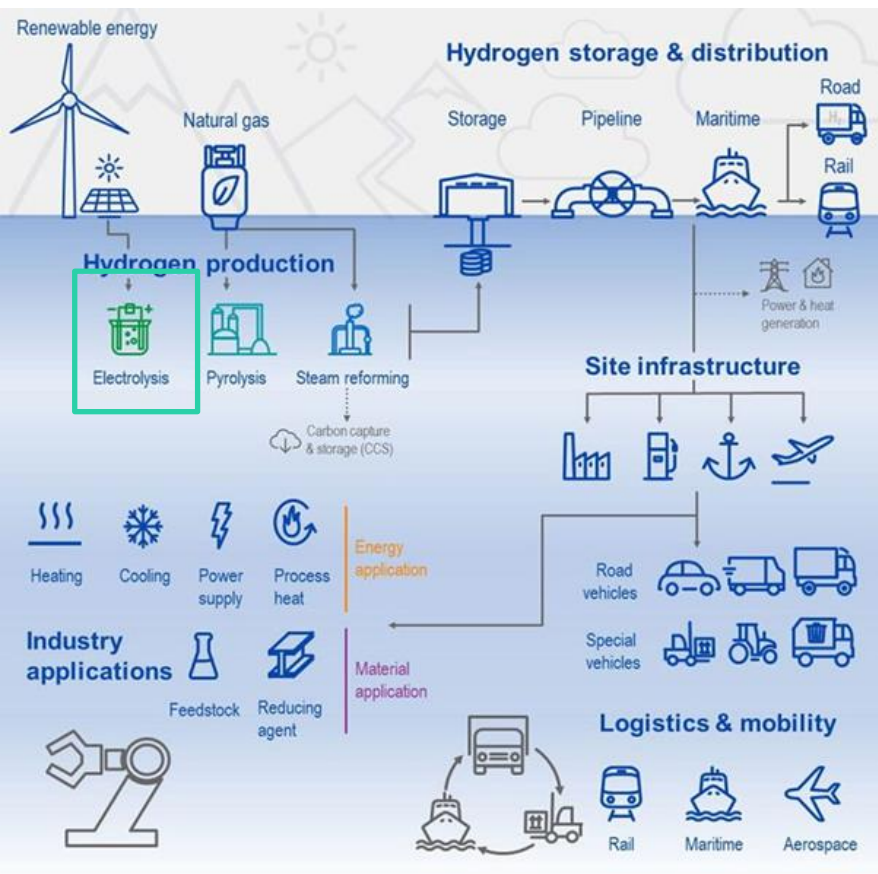 Renewable energy
Hydrogen storage & distribution
Road
Natural gas
Storage
Pipeline
Maritime
H₂
Rail
Hydrogen production
Power & heat
generation
Electrolysis
Pyrolysis
Steam reforming
Site infrastructure
Carbon capture
& storage (CCS)
Heating
Cooling
Power
supply
Process
heat
Energy
application
Road
vehicles
Industry
applications
Special
vehicles
Material
application
Feedstock
Reducing
agent
Logistics & mobility
Rail
Maritime
Aerospace